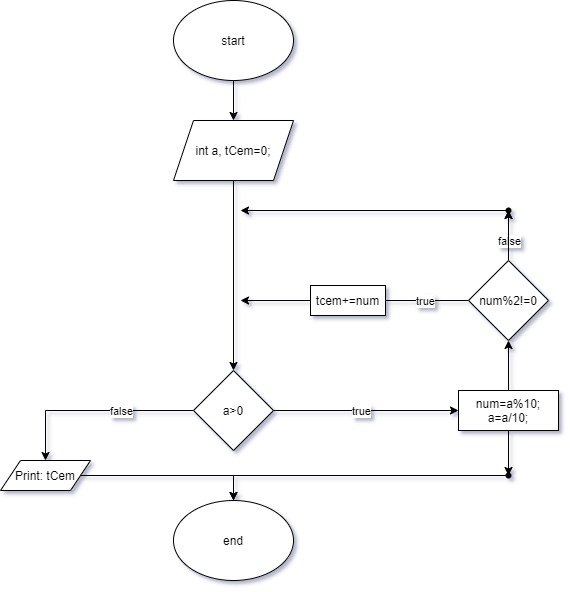 start
int a, tCem=0;
false
num%2!=0
true
tcem+=num
a>0
false
true
num=a%10;
a=a/10;
Print: tCem
end